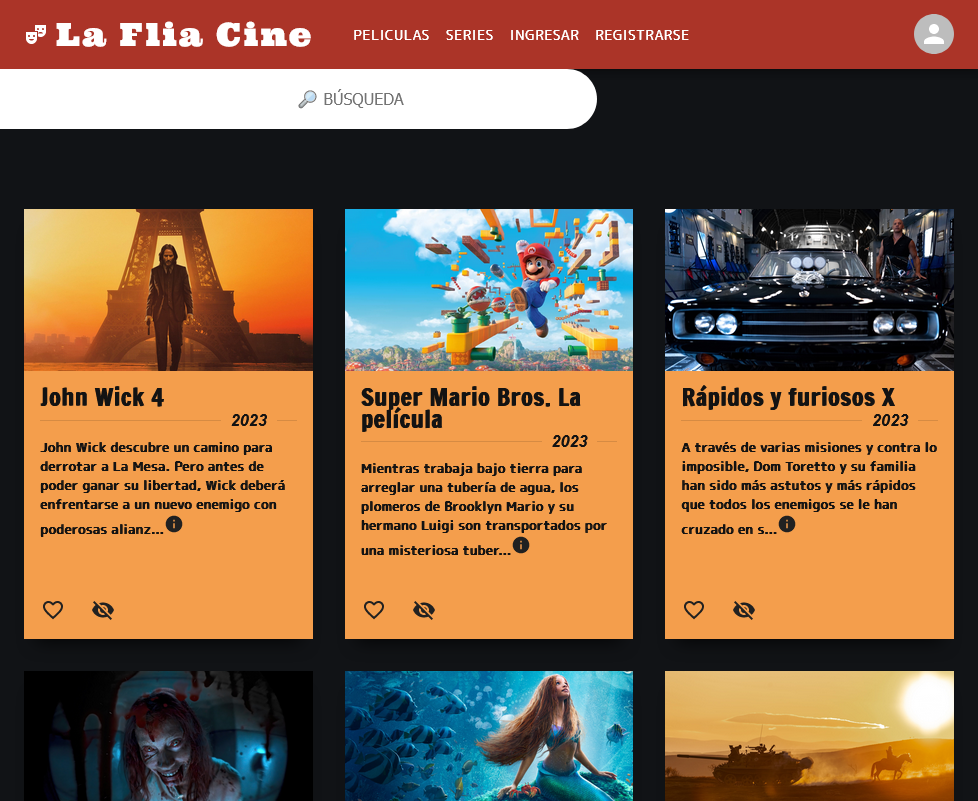 La Flia Cine
PELICULAS SERIES INGRESAR REGISTRARSE
BÚSQUEDA
John Wick 4
2023
John Wick descubre un camino para
derrotar a La Mesa. Pero antes de
poder ganar su libertad, Wick deberá
enfrentarse a un nuevo enemigo con
poderosas alianz...
Super Mario Bros. La
película
2023
Mientras trabaja bajo tierra para
arreglar una tubería de agua, los
plomeros de Brooklyn Mario y su
hermano Luigi son transportados por
una misteriosa tuber...
Rápidos y furiosos X
2023
A través de varias misiones y contra lo
imposible, Dom Toretto y su familia
han sido más astutos y más rápidos
que todos los enemigos se le han
cruzado en s...